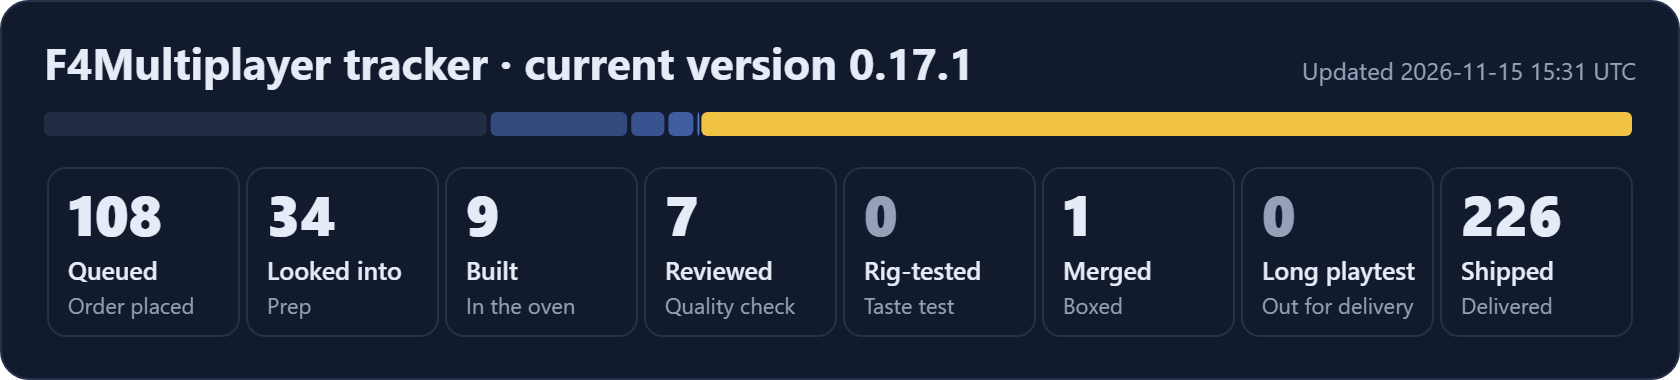 F4Multiplayer tracker · current version 0.17.1
Updated 2026-11-15 15:31 UTC
108
Queued
Order placed
34
Looked into
Prep
9
Built
In the oven
7
Reviewed
Quality check
0
Rig-tested
Taste test
1
Merged
Boxed
0
Long playtest
Out for delivery
226
Shipped
Delivered